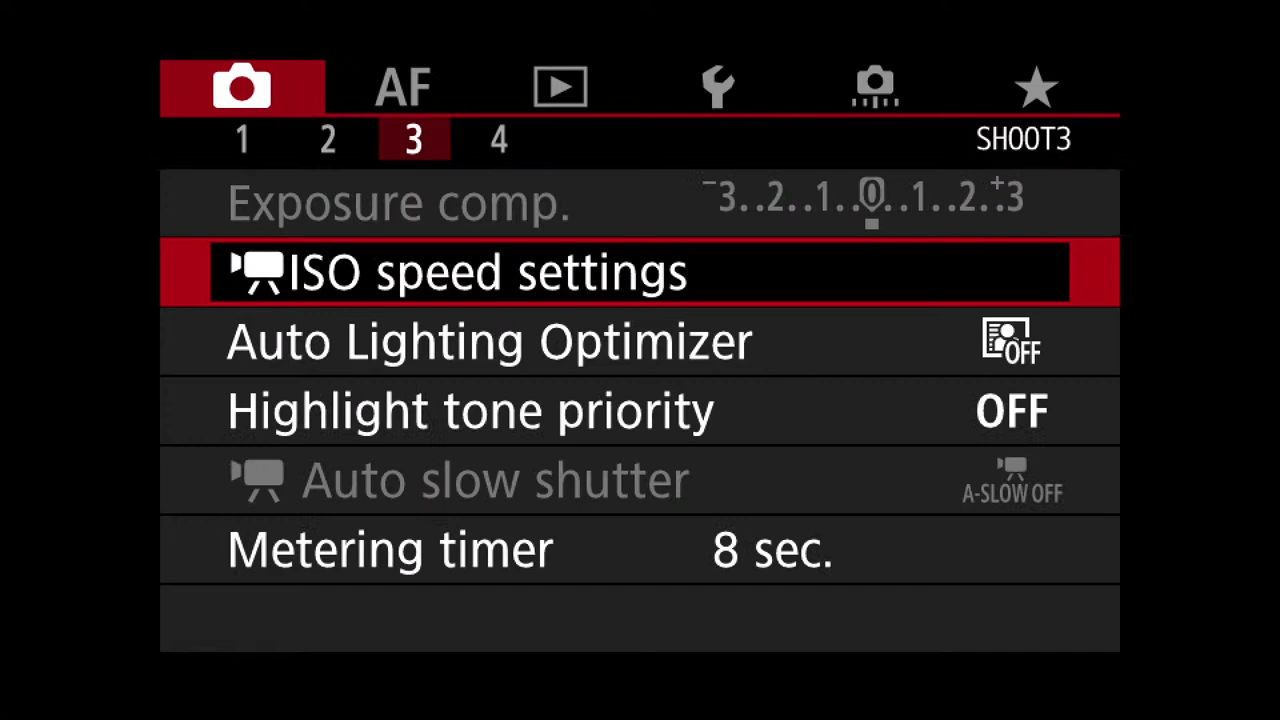 AF
1 2 3 4 SHOOT3
Exposure comp. −3..2..1..0..1..2..+3
ISO speed settings
Auto Lighting Optimizer OFF
Highlight tone priority OFF
Auto slow shutter A-SLOW OFF
Metering timer 8 sec.